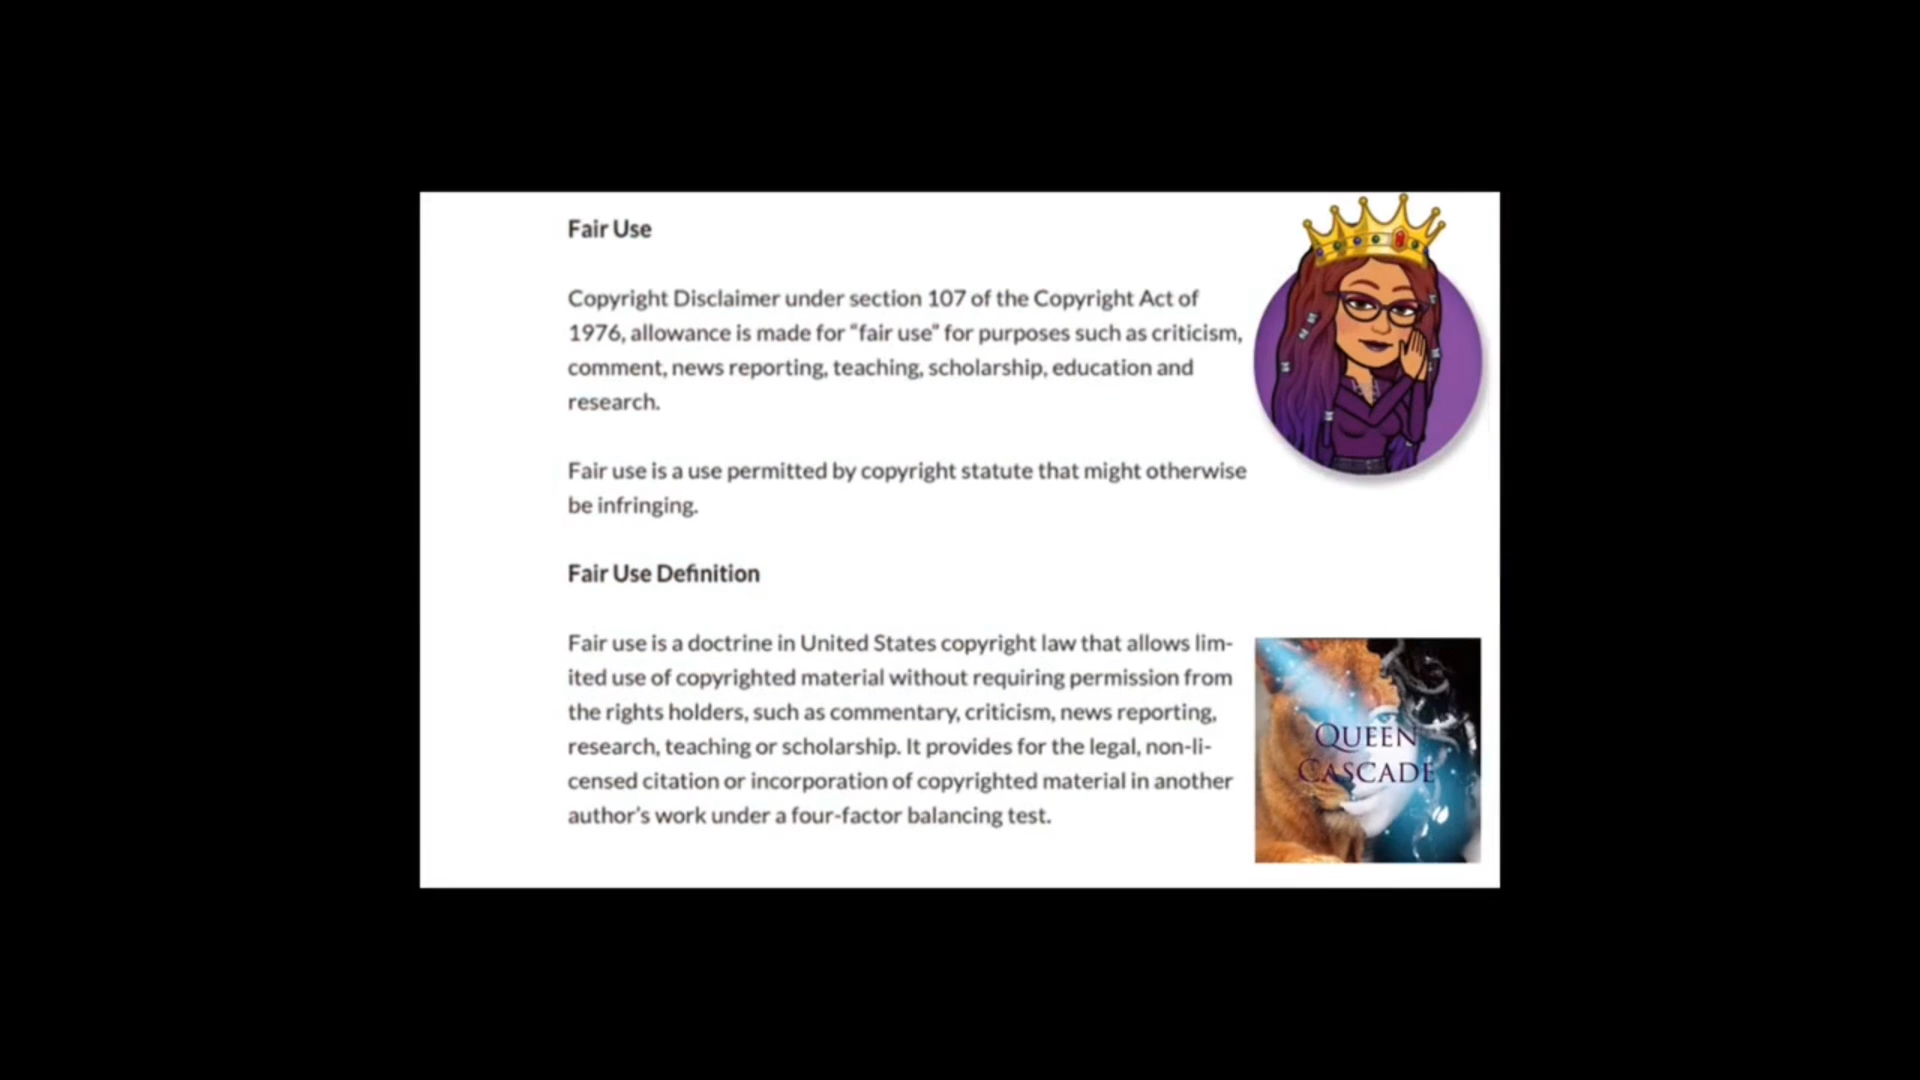 Fair Use
Copyright Disclaimer under section 107 of the Copyright Act of
1976, allowance is made for “fair use” for purposes such as criticism,
comment, news reporting, teaching, scholarship, education and
research.
Fair use is a use permitted by copyright statute that might otherwise
be infringing.
Fair Use Definition
Fair use is a doctrine in United States copyright law that allows lim-
ited use of copyrighted material without requiring permission from
the rights holders, such as commentary, criticism, news reporting,
research, teaching or scholarship. It provides for the legal, non-li-
censed citation or incorporation of copyrighted material in another
author’s work under a four-factor balancing test.
QUEEN
CASCADE